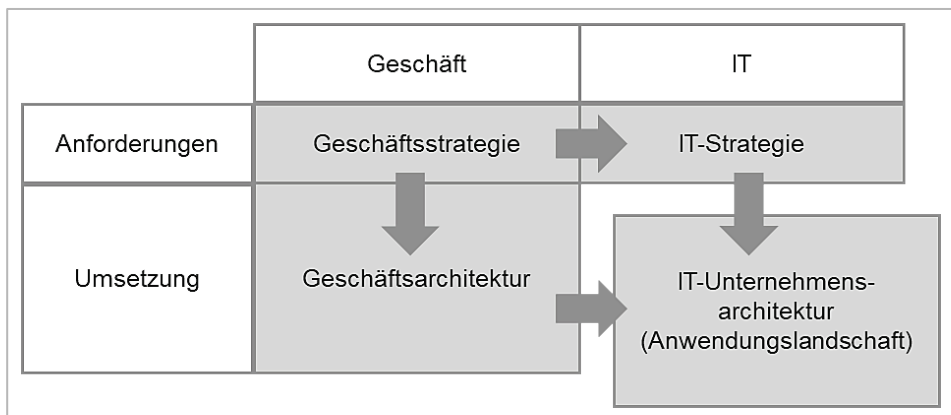 Geschäft
IT
Anforderungen
Geschäftsstrategie
IT-Strategie
Umsetzung
Geschäftsarchitektur
IT-Unternehmens-
architektur
(Anwendungslandschaft)